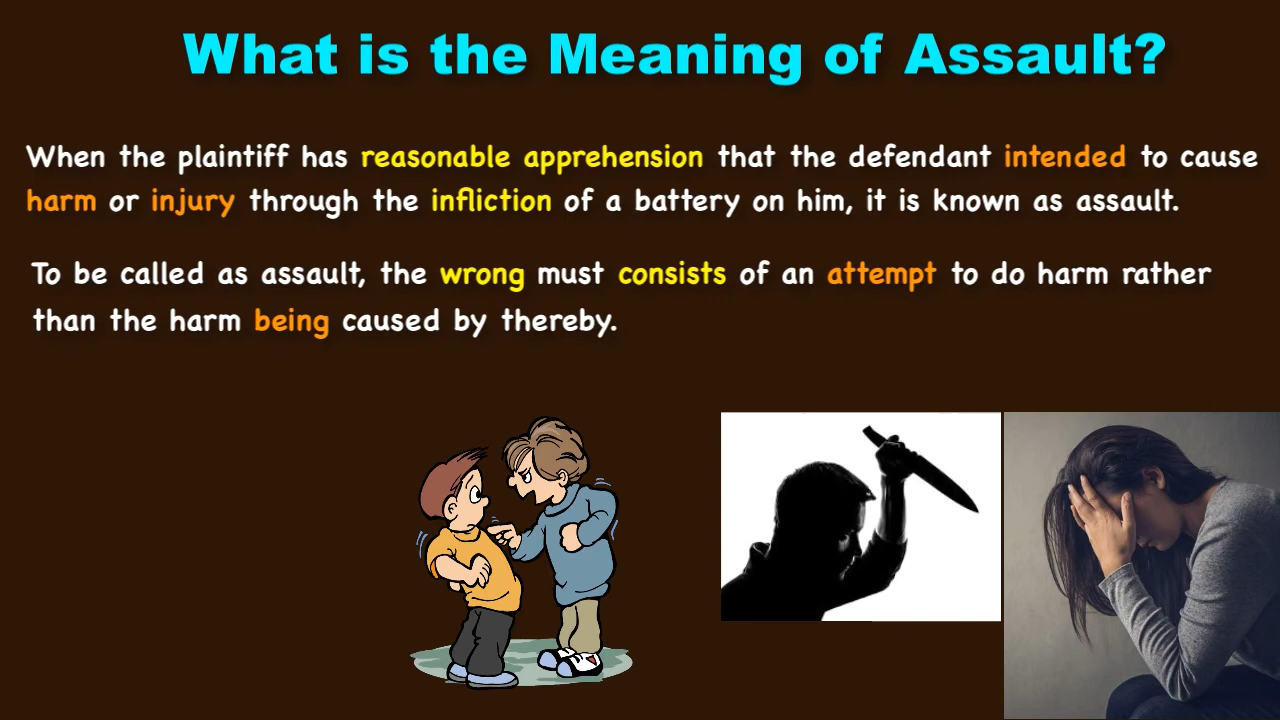 What is the Meaning of Assault?
When the plaintiff has reasonable apprehension that the defendant intended to cause
harm or injury through the infliction of a battery on him, it is known as assault.
To be called as assault, the wrong must consists of an attempt to do harm rather
than the harm being caused by thereby.